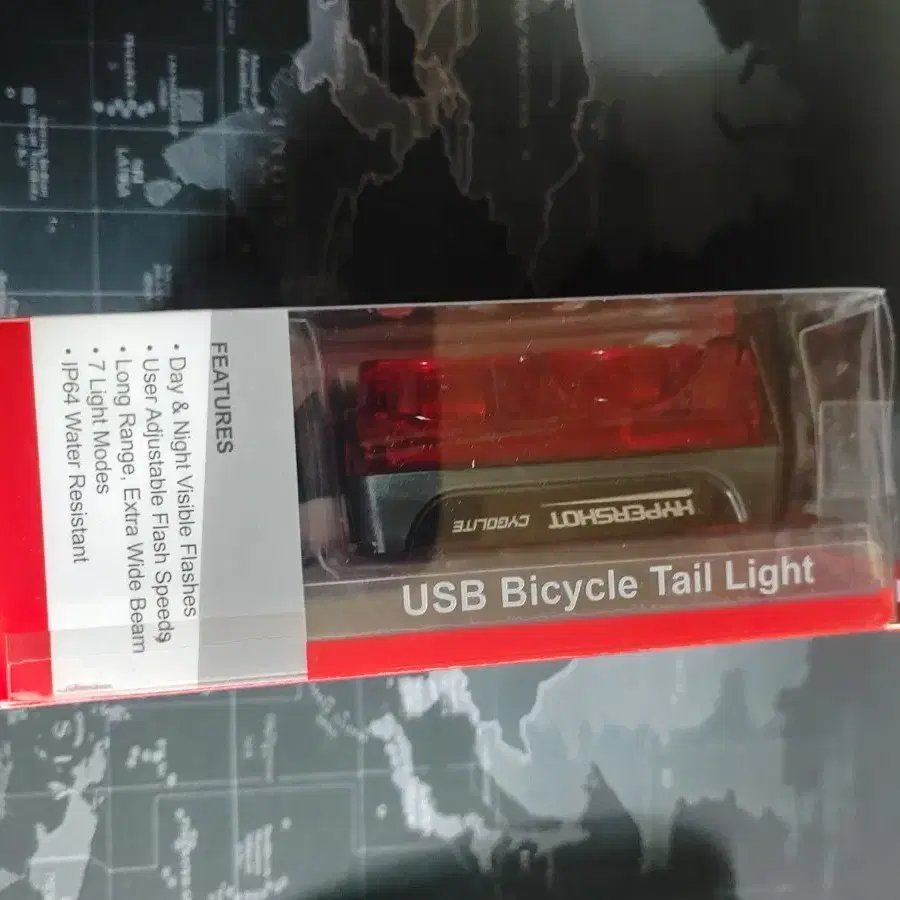 FEATURES
• Day & Night Visible Flashes
• User Adjustable Flash Speeds
• Long Range, Extra Wide Beam
• 7 Light Modes
• IP64 Water Resistant
HYPERSHOT
CYGOLITE
USB Bicycle Tail Light